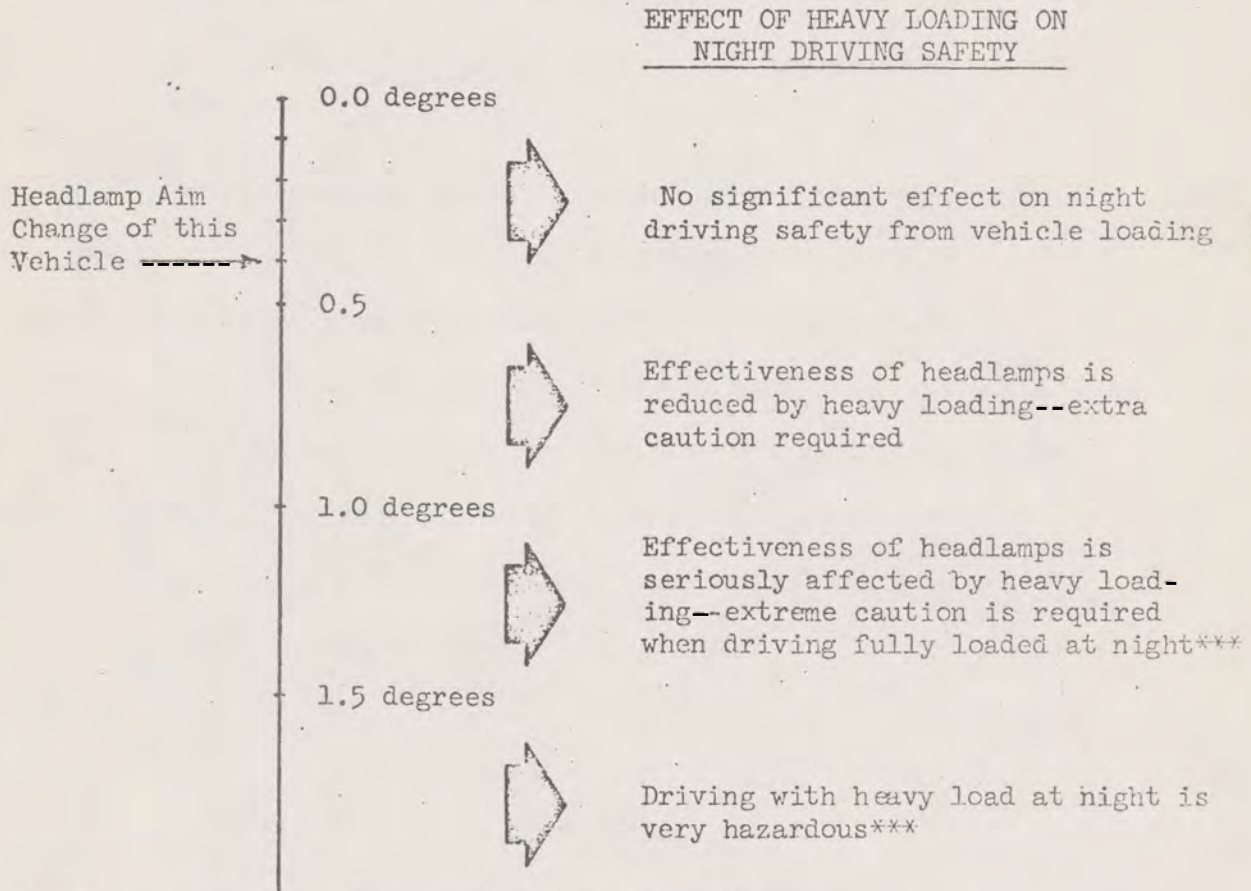 EFFECT OF HEAVY LOADING ON
NIGHT DRIVING SAFETY
0.0 degrees
Headlamp Aim
Change of this
Vehicle ------
No significant effect on night
driving safety from vehicle loading
0.5
Effectiveness of headlamps is
reduced by heavy loading--extra
caution required
1.0 degrees
Effectiveness of headlamps is
seriously affected by heavy load-
ing--extreme caution is required
when driving fully loaded at night***
1.5 degrees
Driving with heavy load at night is
very hazardous***